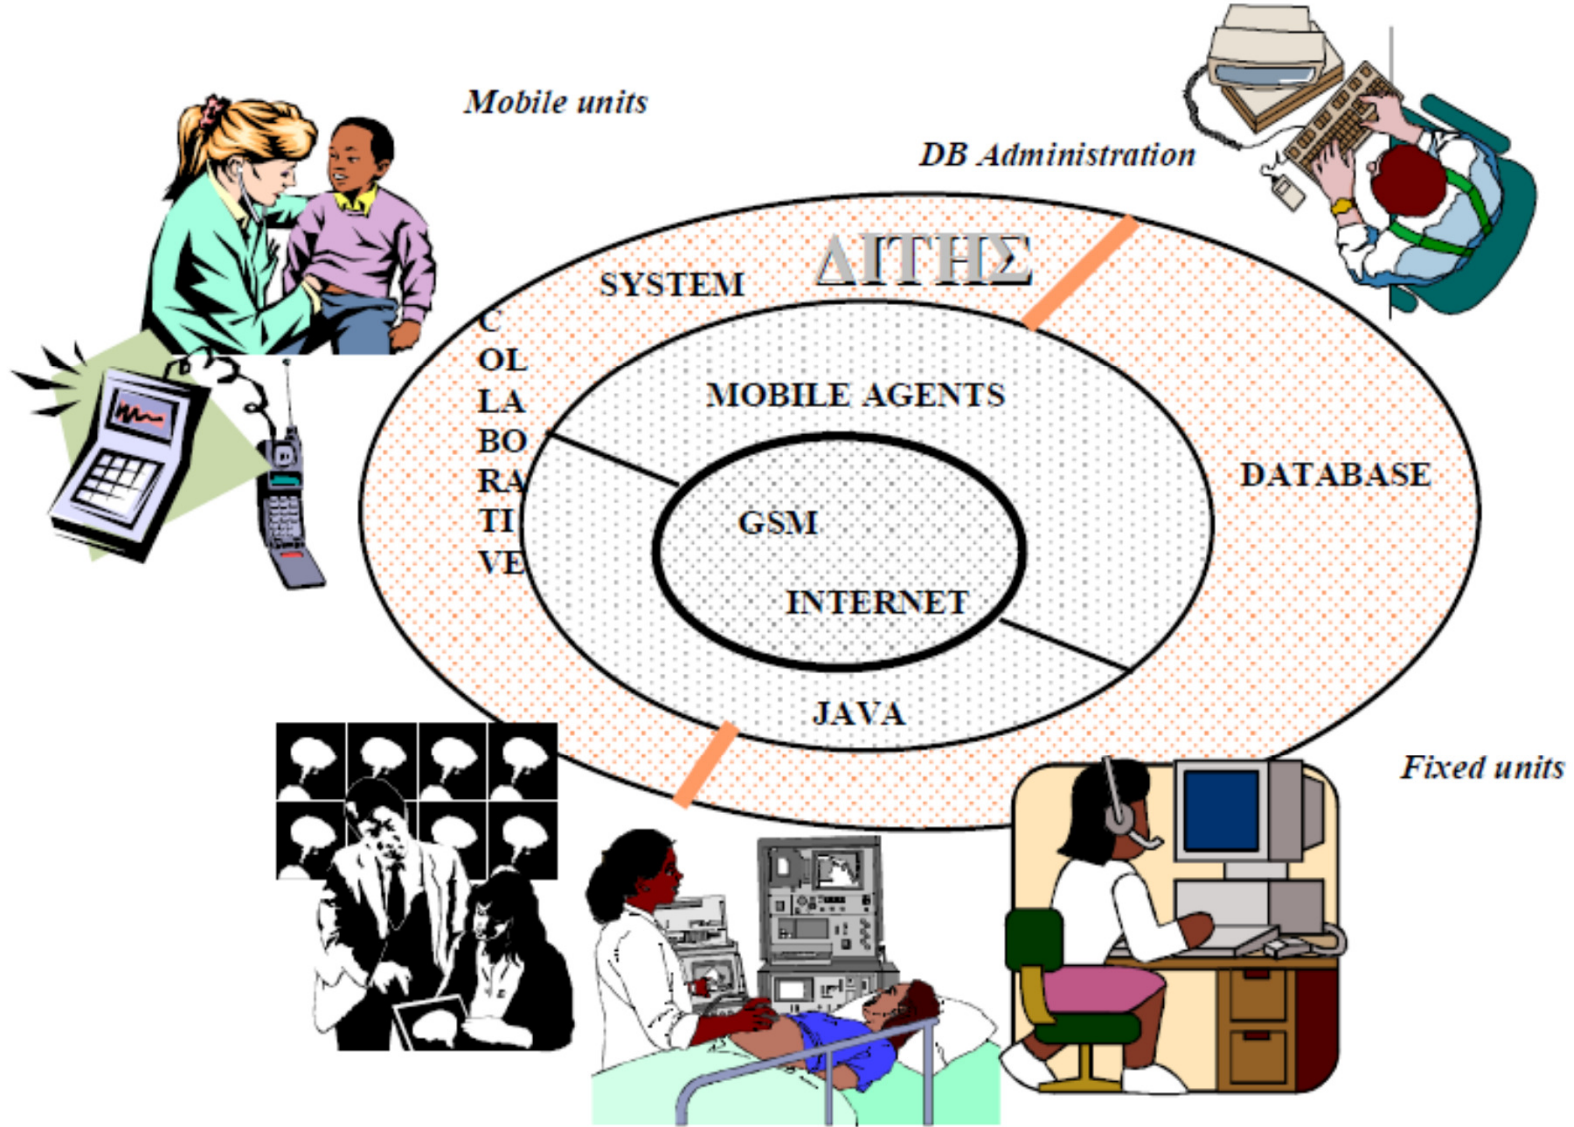 Mobile units
DB Administration
ΔΙΤΗΣ
SYSTEM
C
OL
LA
BO
RA
TI
VE
MOBILE AGENTS
DATABASE
GSM
INTERNET
JAVA
Fixed units